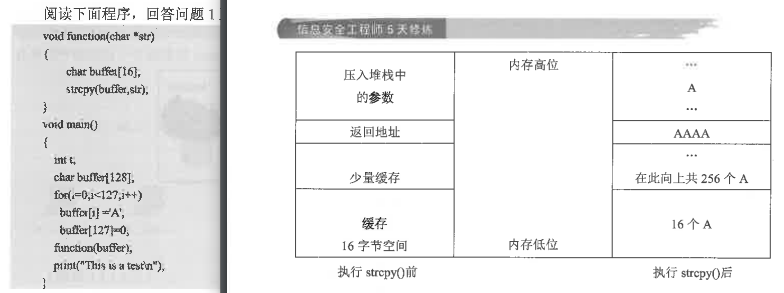 阅读下面程序，回答问题 1
void function(char *str)
{
char buffer[16],
strcpy(buffer,str),
}
void main()
{
int t,
char buffer[128],
for(i=0,i<127,i++)
buffer[i] ='A',
buffer[127]=0,
function(buffer),
print("This is a test\n"),
}
信息安全工程师 5 天修炼
压入堆栈中
的参数
内存高位
…
A
…
返回地址
AAAA
少量缓存
…
在此向上共 256 个 A
缓存
16 字节空间
内存低位
16 个 A
执行 strcpy()前
执行 strcpy()后